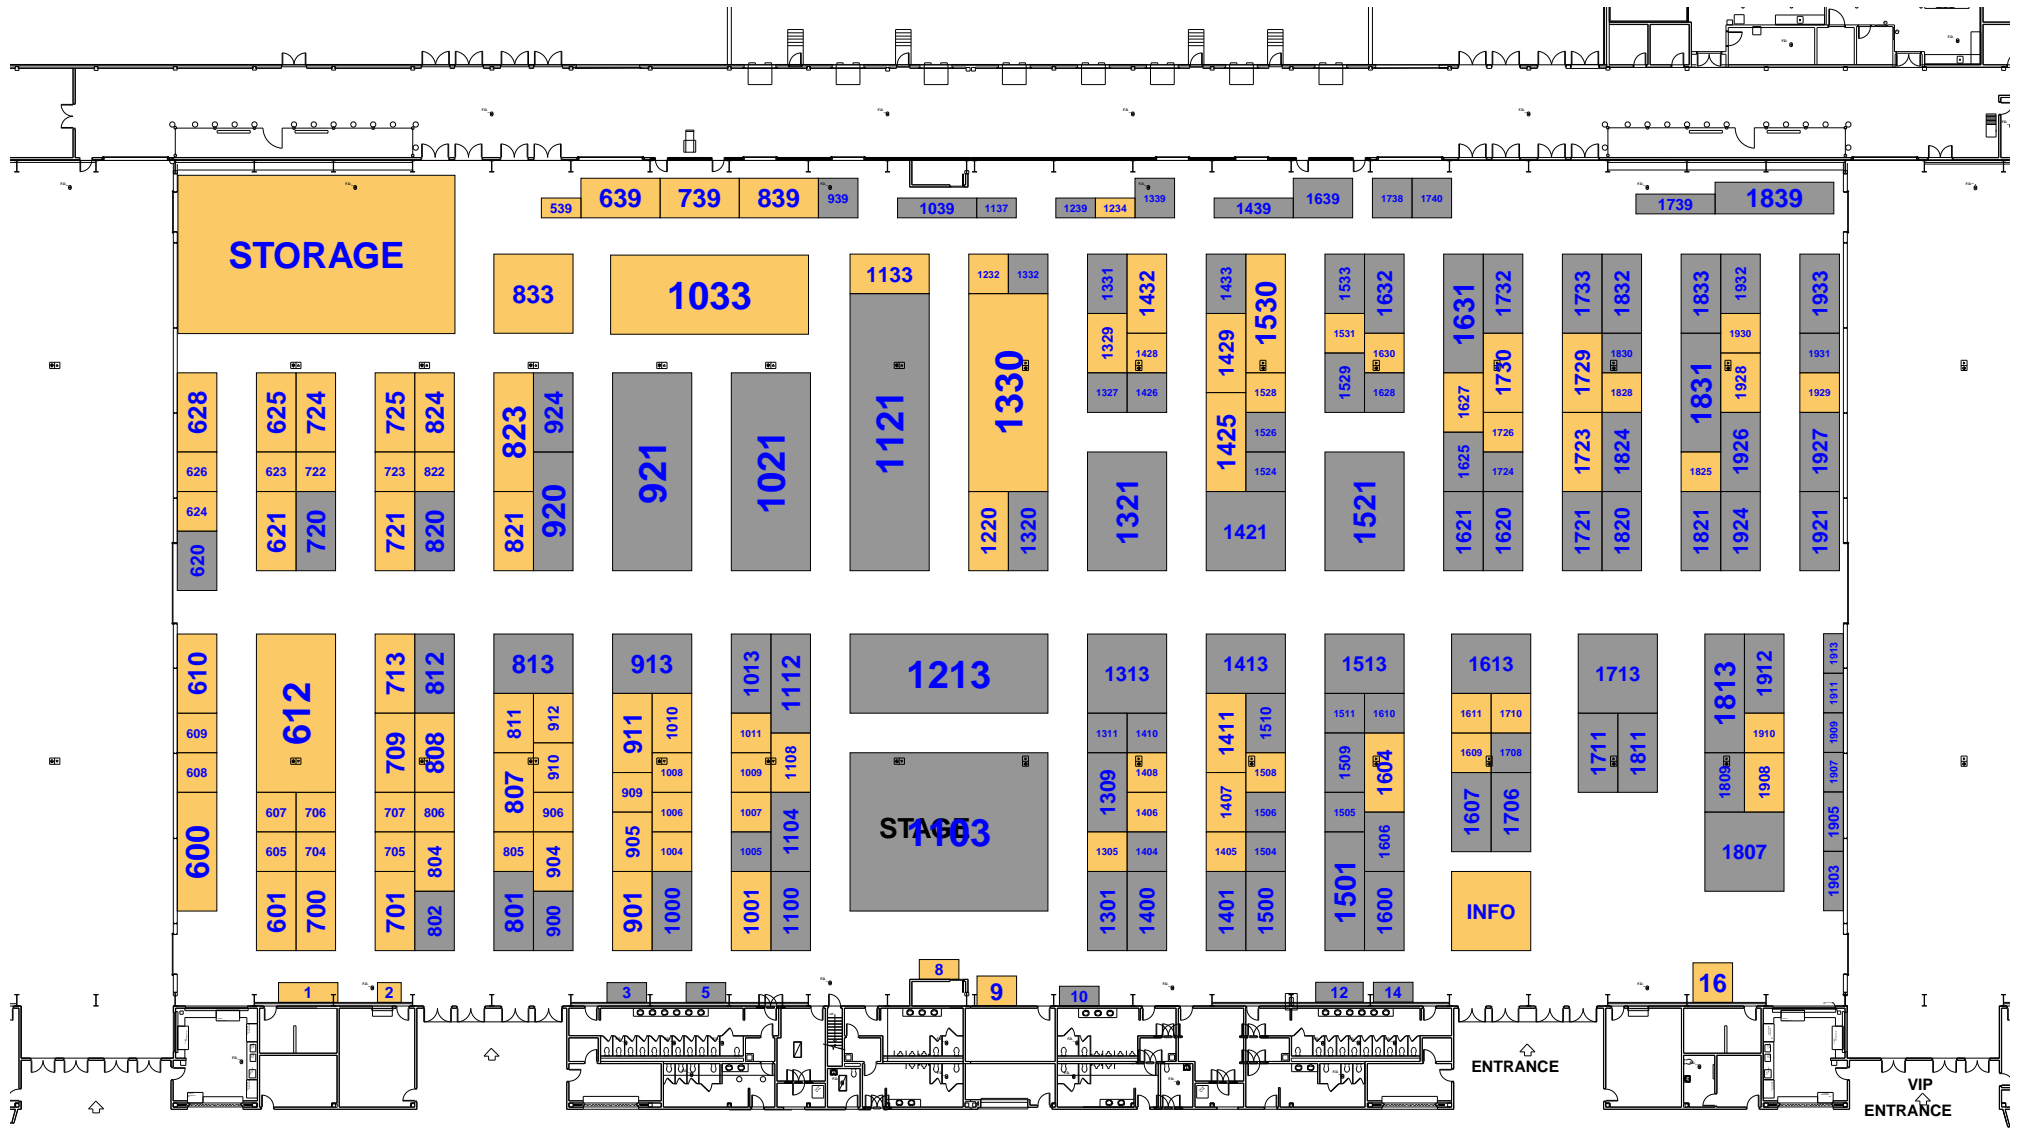 639 739 839 939
539 1039 1137 1239 1234 1339 1439 1639 1738 1740 1739 1839
STORAGE 833 1033 1133 1232 1332 1331 1432 1433 1530 1533 1632 1631 1732 1733 1832 1833 1932 1933
1329 1428 1429 1531 1630 1730 1729 1830 1930 1931
1330 1327 1426 1528 1529 1628 1627 1828 1831 1928 1929
628 625 724 725 824 823 924 921 1021 1121 1425 1526 1726 1723 1824 1926 1927
626 623 722 723 822 1524 1625 1724 1825
624 621 720 721 820 821 920 1220 1320 1321 1421 1521 1621 1620 1721 1820 1821 1924 1921
620
610 612 713 812 813 913 1013 1112 1213 1313 1413 1513 1613 1713 1813 1912 1913
1911
609 709 808 811 912 911 1010 1011 1311 1410 1411 1510 1511 1610 1611 1710 1910 1909
608 807 910 1008 1009 1108 1309 1408 1508 1509 1604 1609 1708 1711 1811 1809 1908 1907
607 706 707 806 906 909 1006 1007 1104 1406 1407 1506 1505 1607 1706 1905
600 605 704 705 804 805 904 905 1004 1005 STAGE 1103 1305 1404 1405 1504 1606 1807
1903
601 700 701 802 801 900 901 1000 1001 1100 1301 1400 1401 1500 1501 1600 INFO
1 2 3 5 8 9 10 12 14 16
ENTRANCE
VIP
ENTRANCE